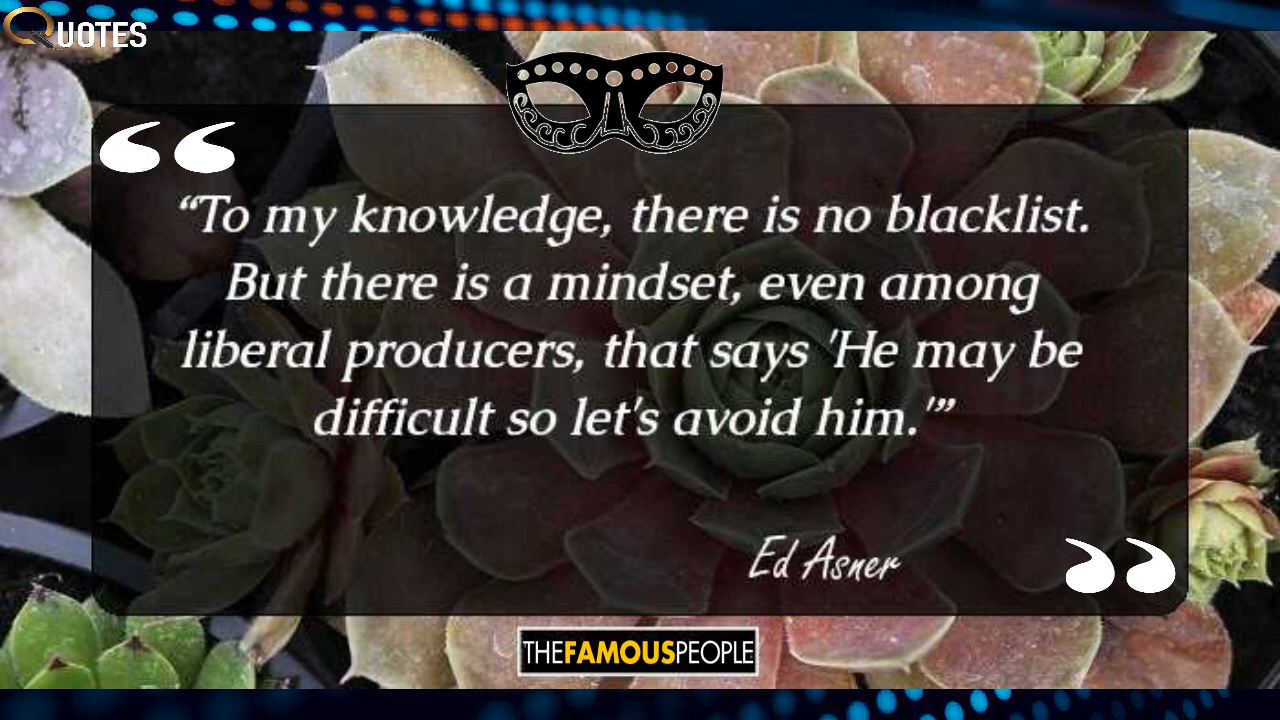 QUOTES
“To my knowledge, there is no blacklist.
But there is a mindset, even among
liberal producers, that says 'He may be
difficult so let's avoid him.'”
Ed Asner
THEFAMOUSPEOPLE